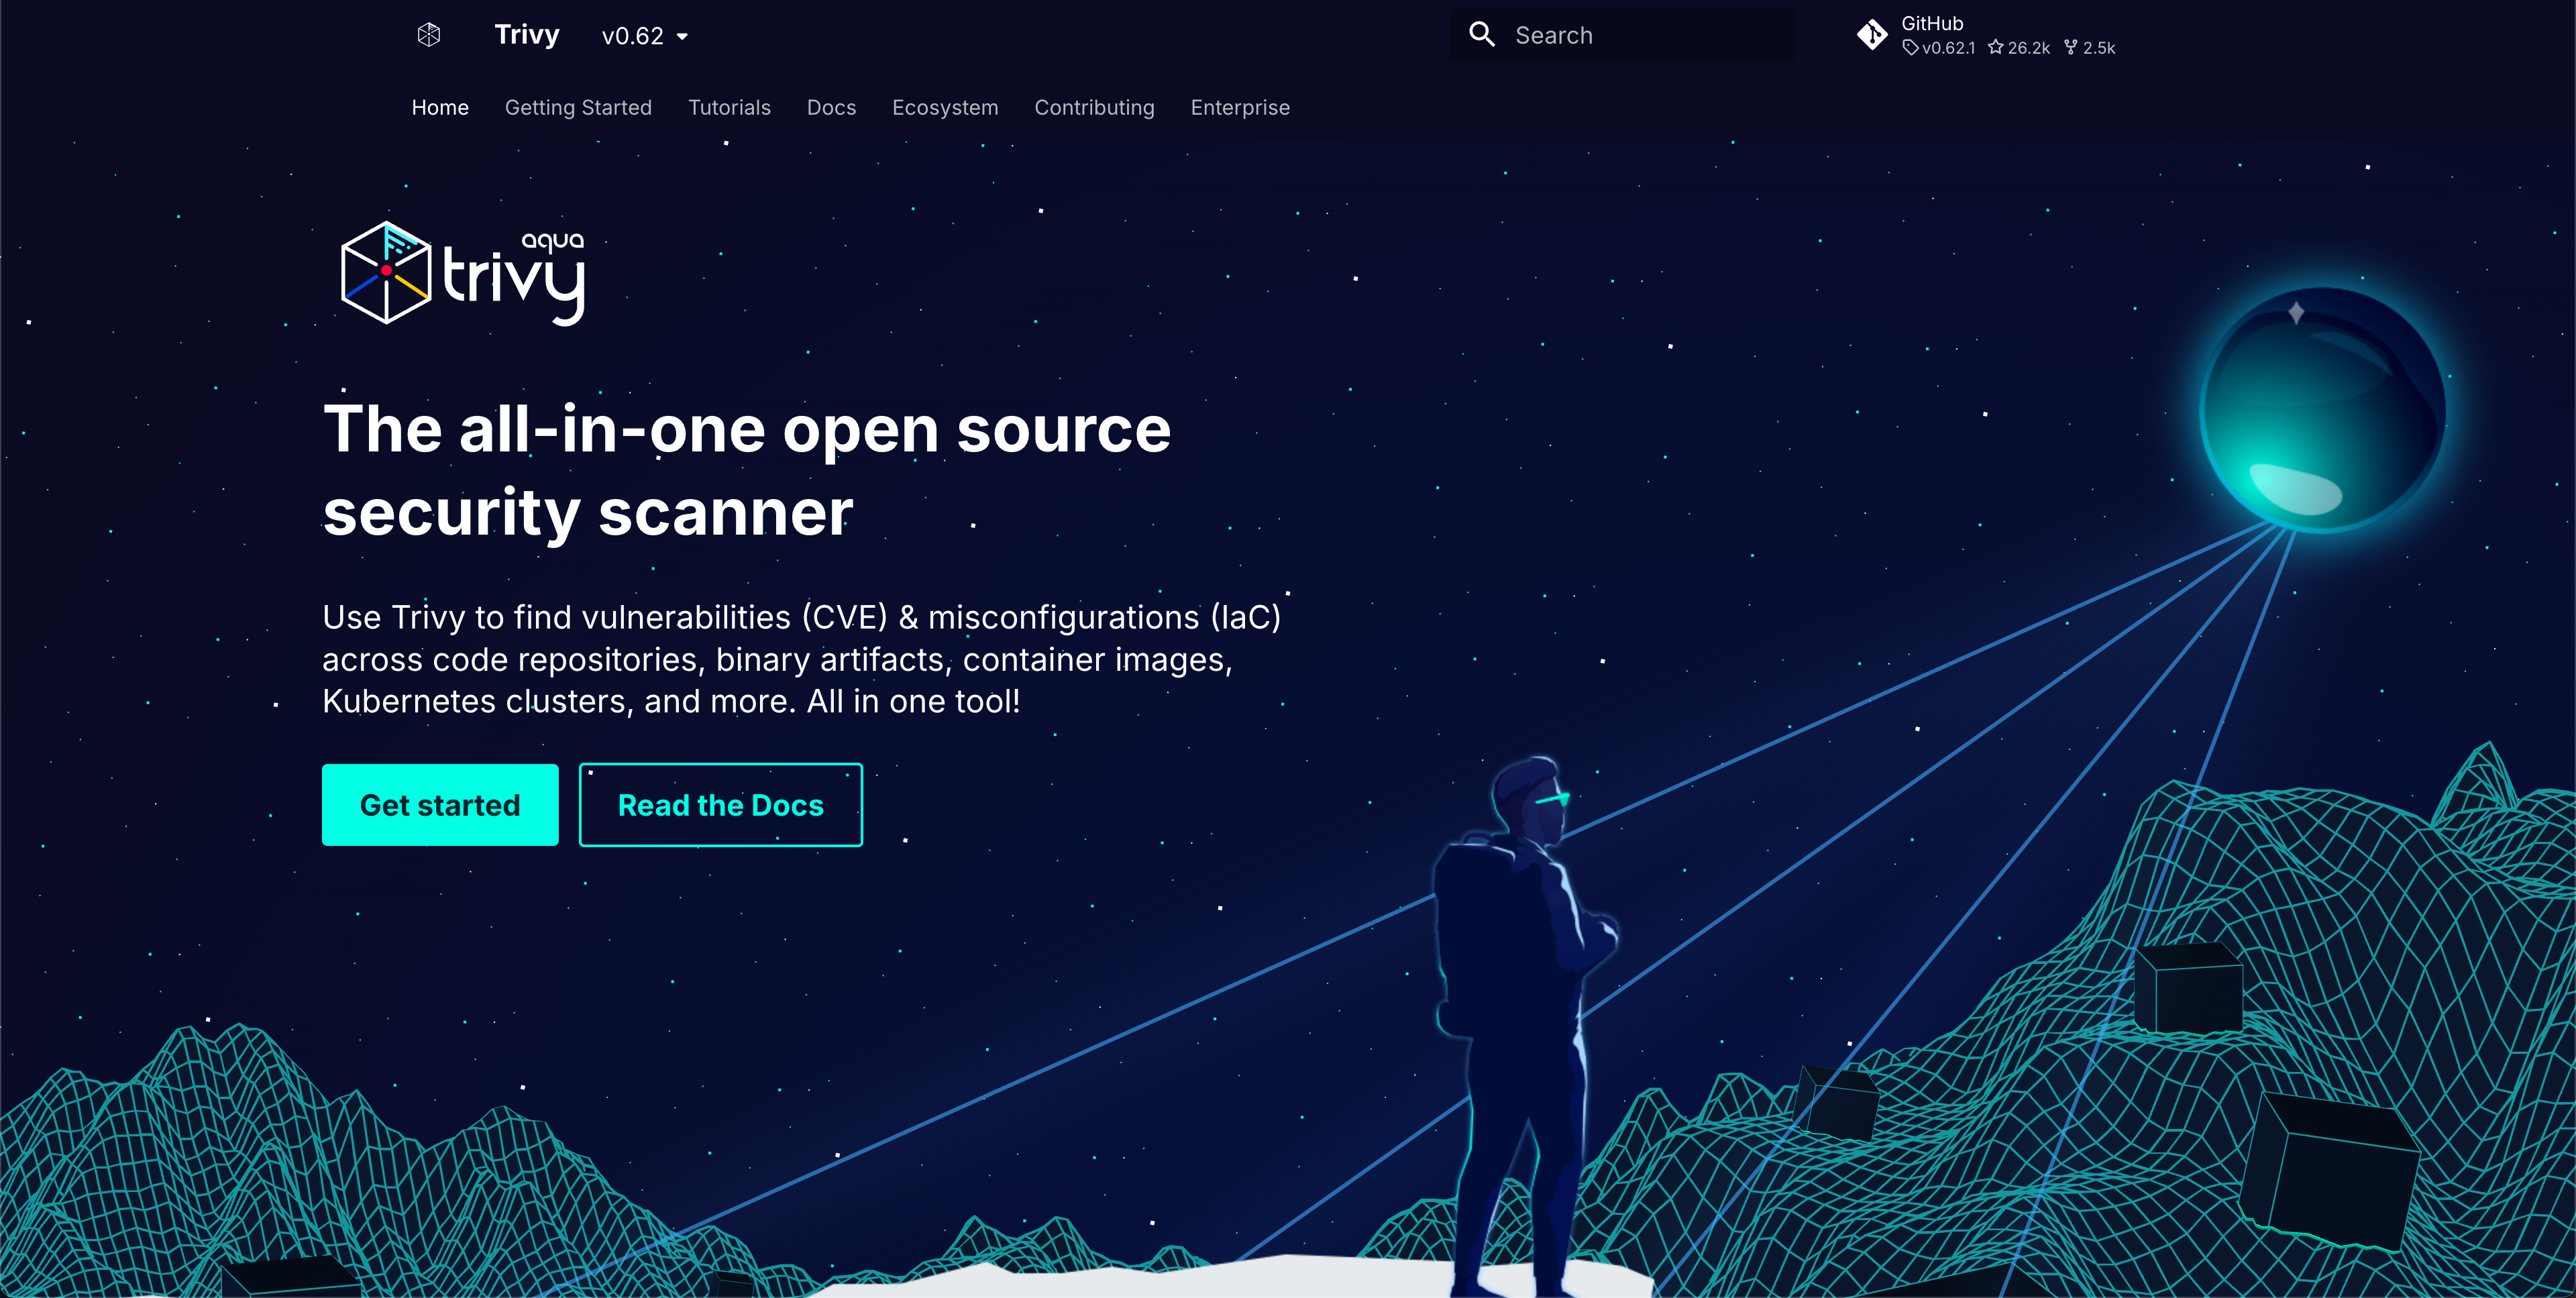 Trivy v0.62
Search
GitHub
v0.62.1 26.2k 2.5k
Home Getting Started Tutorials Docs Ecosystem Contributing Enterprise
aqua
trivy
The all-in-one open source
security scanner
Use Trivy to find vulnerabilities (CVE) & misconfigurations (IaC)
across code repositories, binary artifacts, container images,
Kubernetes clusters, and more. All in one tool!
Get started Read the Docs